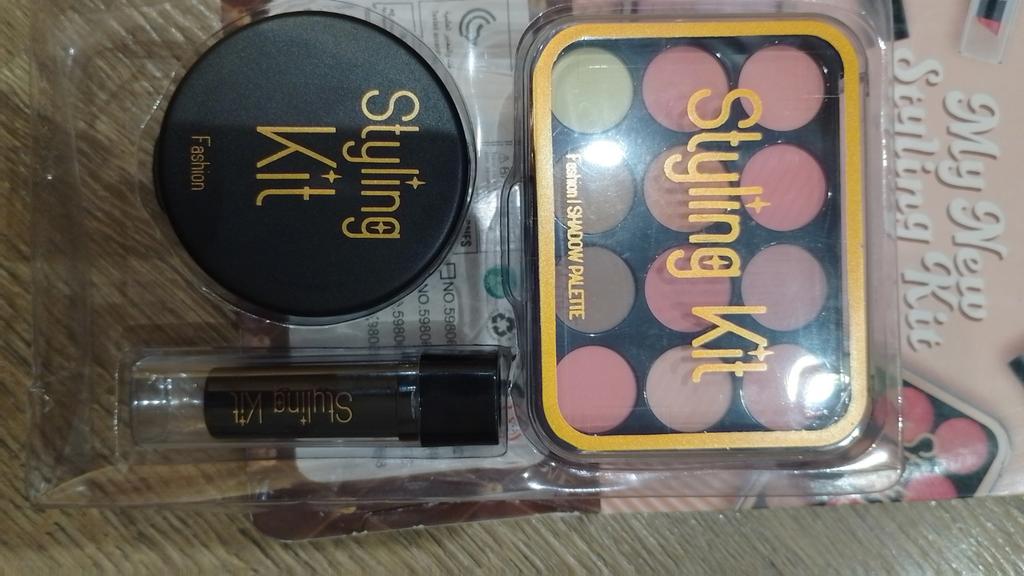 Styling
Kit
Fashion
Styling Kit
Fashion | SHADOW PALETTE
Styling Kit
My New
Styling Kit